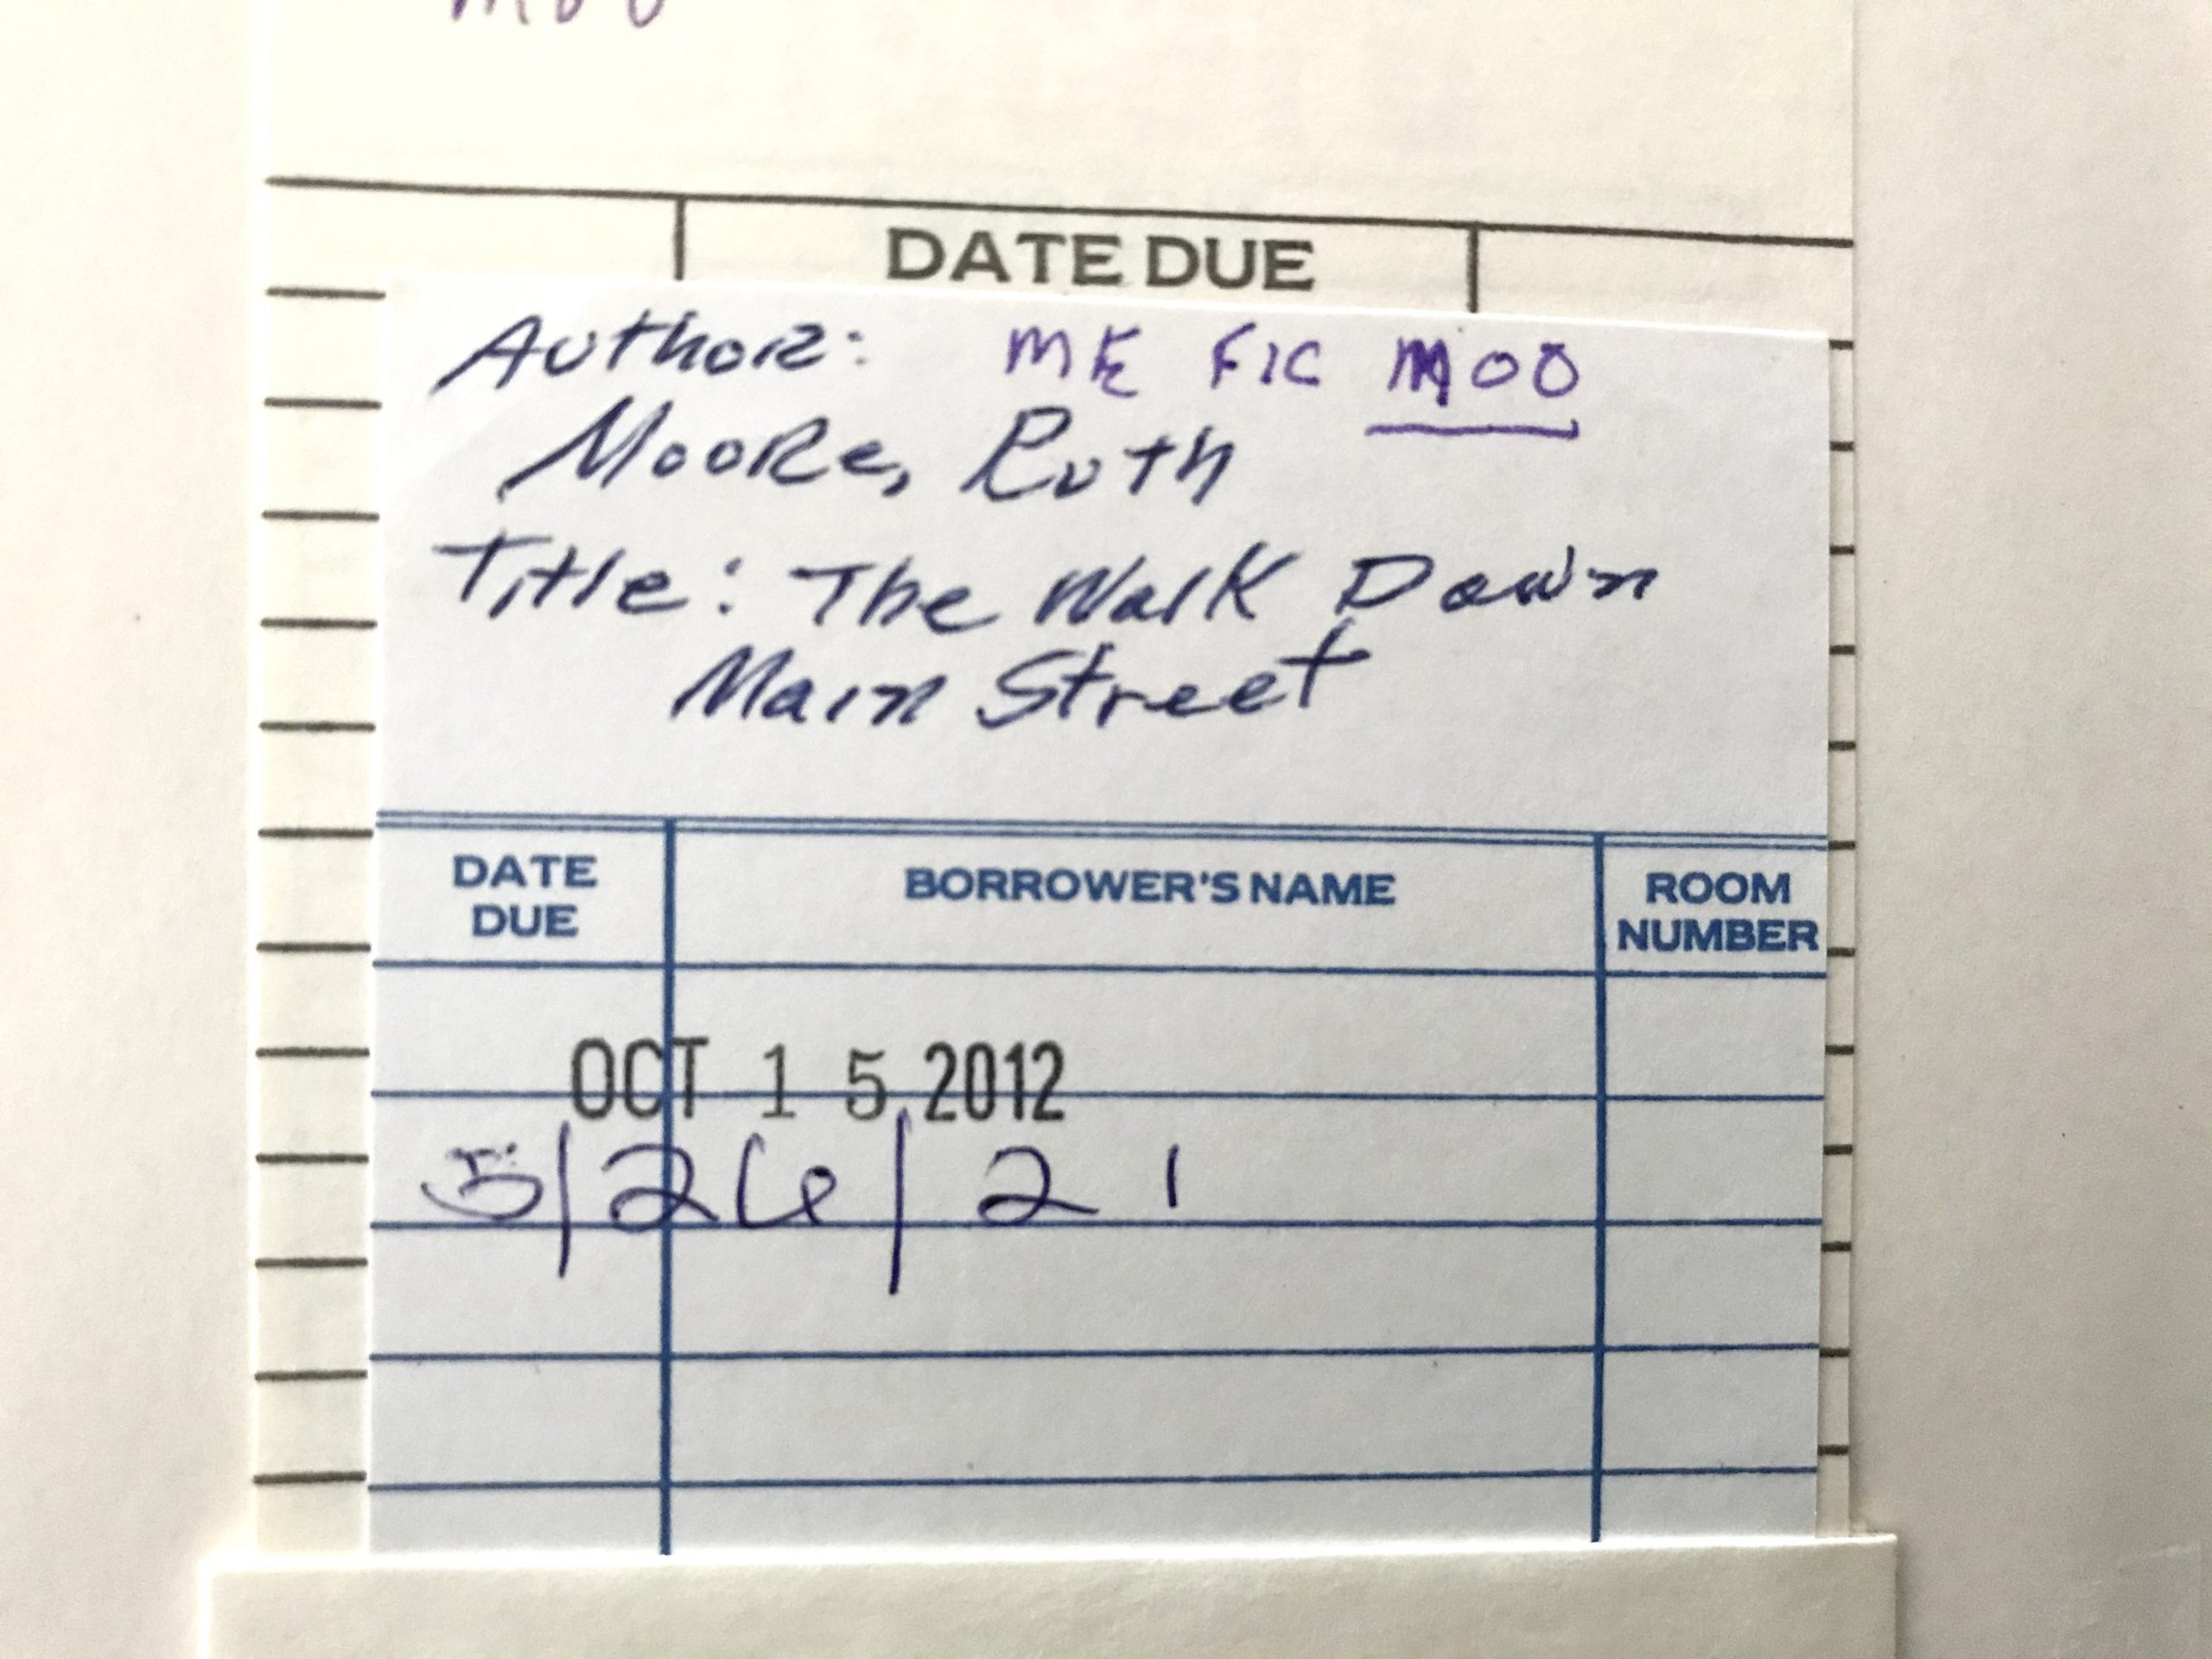 MOO
DATE DUE
Author: ME FIC MOO
Moore, Ruth
Title: The Walk Down
Main Street
DATE DUE
BORROWER'S NAME
ROOM NUMBER
OCT 15 2012
5/26/21